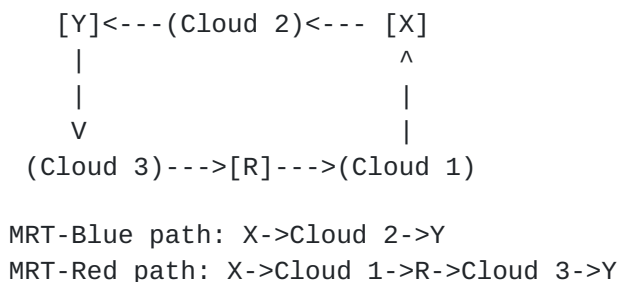 [Y]<---(Cloud 2)<--- [X]
| ^
| |
V |
(Cloud 3)--->[R]--->(Cloud 1)
MRT-Blue path: X->Cloud 2->Y
MRT-Red path: X->Cloud 1->R->Cloud 3->Y